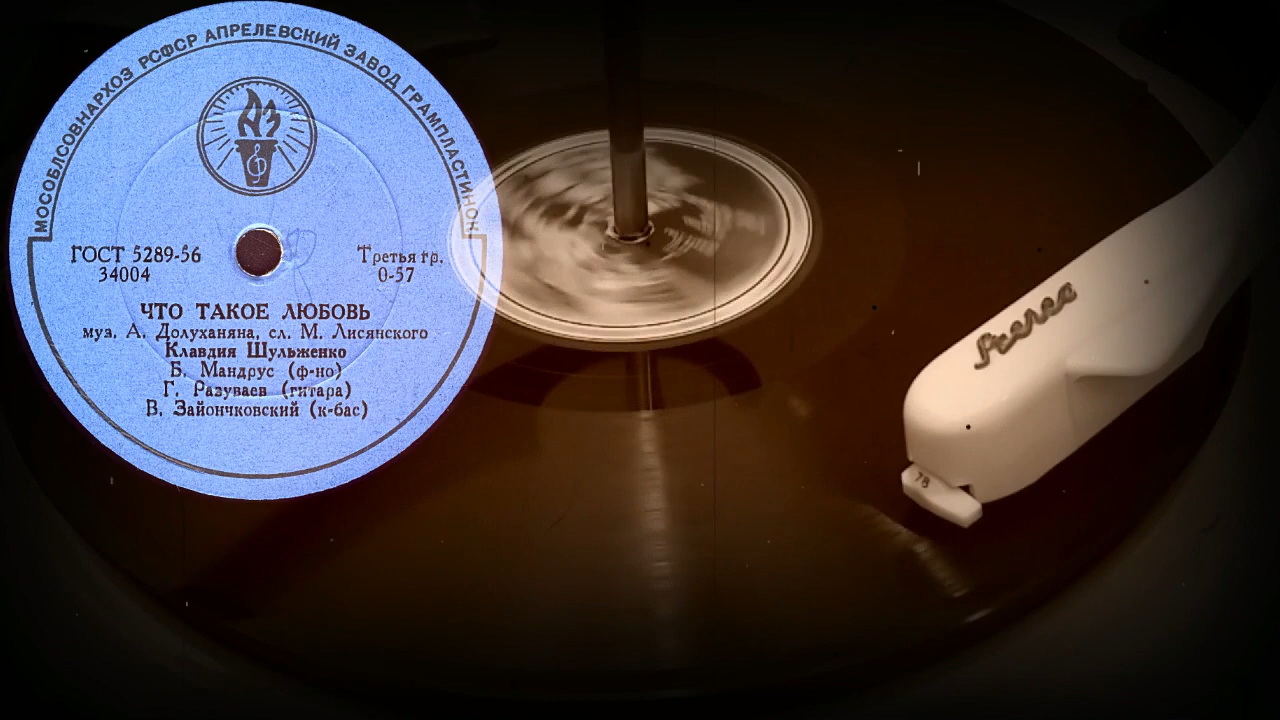 МОСОБЛСОВНАРХОЗ РСФСР АПРЕЛЕВСКИЙ ЗАВОД ГРАМПЛАСТИНОК
АЗ
ГОСТ 5289-56
34004
Третья гр.
0-57
ЧТО ТАКОЕ ЛЮБОВЬ
муз. А. Долуханяна, сл. М. Лисянского
Клавдия Шульженко
Б. Мандрус (ф-но)
Г. Разуваев (гитара)
В. Зайончковский (к-бас)
78